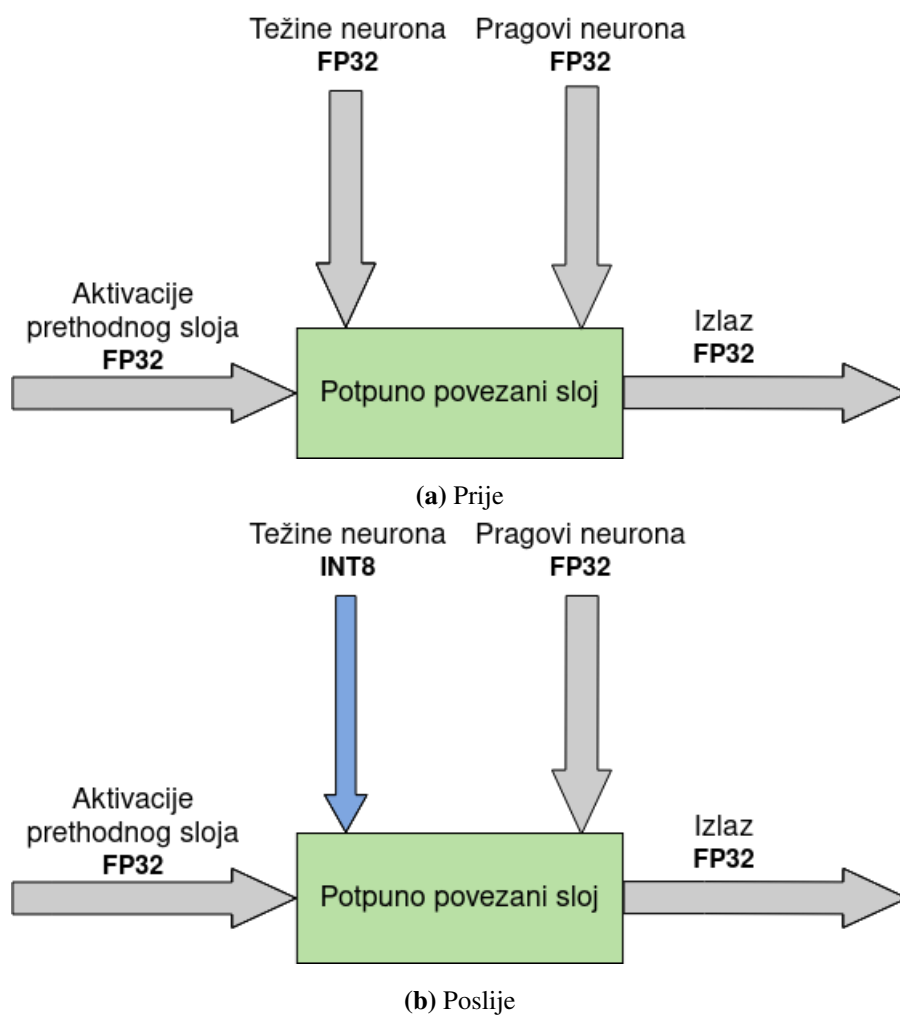 Težine neurona
FP32
Pragovi neurona
FP32
Aktivacije
prethodnog sloja
FP32
Potpuno povezani sloj
Izlaz
FP32
(a) Prije
Težine neurona
INT8
Pragovi neurona
FP32
Aktivacije
prethodnog sloja
FP32
Potpuno povezani sloj
Izlaz
FP32
(b) Poslije